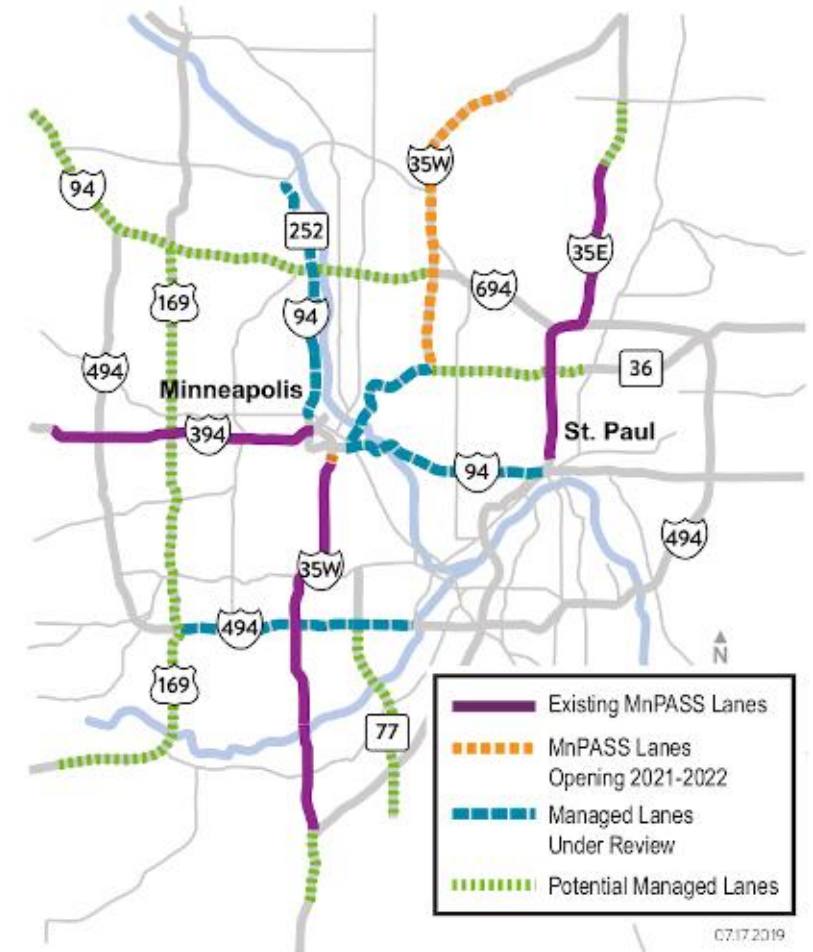 35W
94
252
35E
694
169
94
494
36
Minneapolis
394
St. Paul
94
494
35W
494
169
77
N
Existing MnPASS Lanes
MnPASS Lanes
Opening 2021-2022
Managed Lanes
Under Review
Potential Managed Lanes
07.17.2019